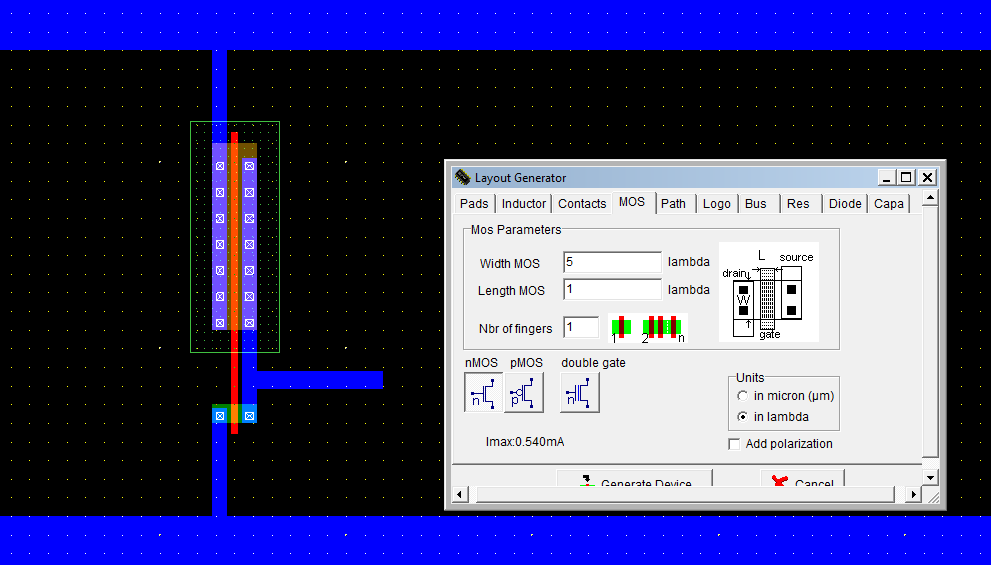 Layout Generator
Pads Inductor Contacts MOS Path Logo Bus Res Diode Capa
Mos Parameters
Width MOS 5 lambda
Length MOS 1 lambda
Nbr of fingers 1
1 2 n
L source
drain
W
gate
nMOS pMOS double gate
n p n
Units
in micron (µm)
in lambda
Imax:0.540mA
Add polarization
Generate Device Cancel